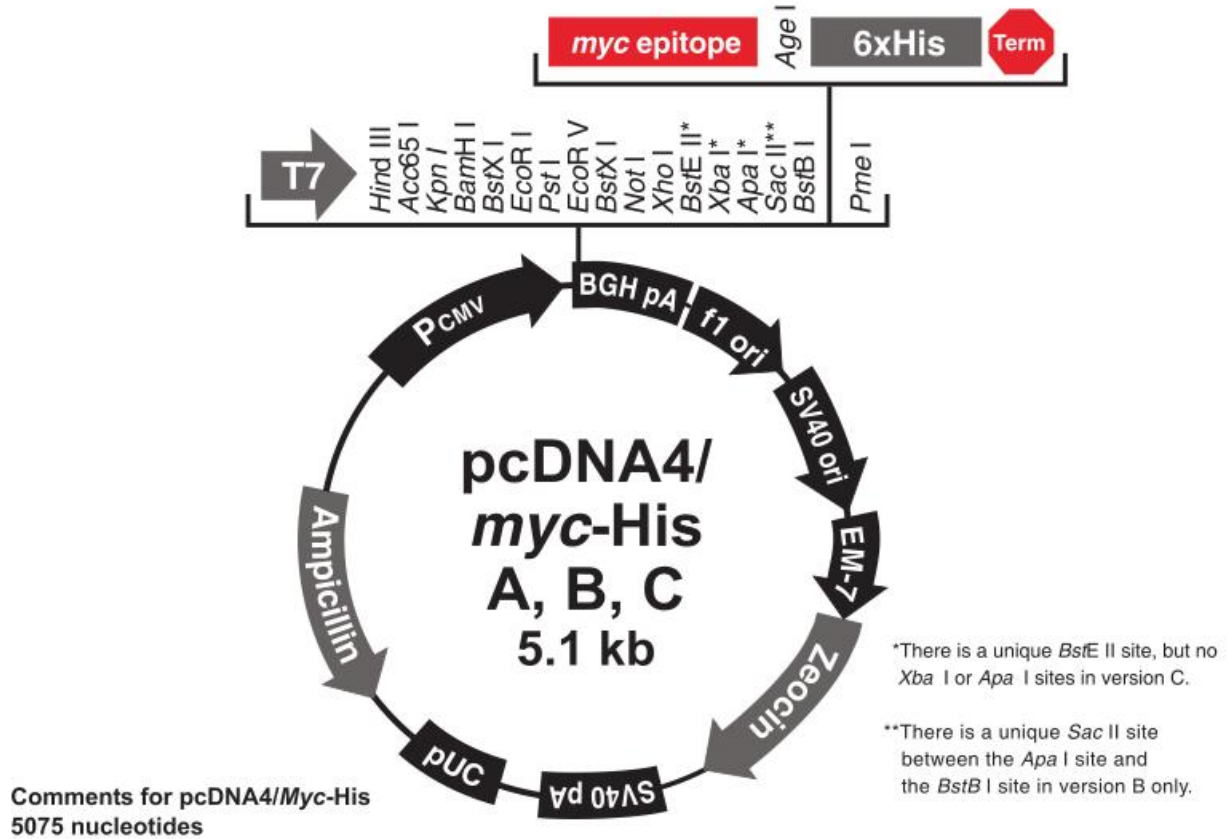 myc epitope
Age I
6xHis
Term
T7
Hind III
Acc65 I
Kpn I
BamH I
BstX I
EcoR I
Pst I
EcoR V
BstX I
Not I
Xho I
BstE II*
Xba I*
Apa I*
Sac II**
BstB I
Pme I
PCMV
BGH pA
f1 ori
SV40 ori
EM-7
Zeocin
SV40 pA
pUC
Ampicillin
pcDNA4/
myc-His
A, B, C
5.1 kb
*There is a unique BstE II site, but no
Xba I or Apa I sites in version C.
**There is a unique Sac II site
between the Apa I site and
the BstB I site in version B only.
Comments for pcDNA4/Myc-His
5075 nucleotides